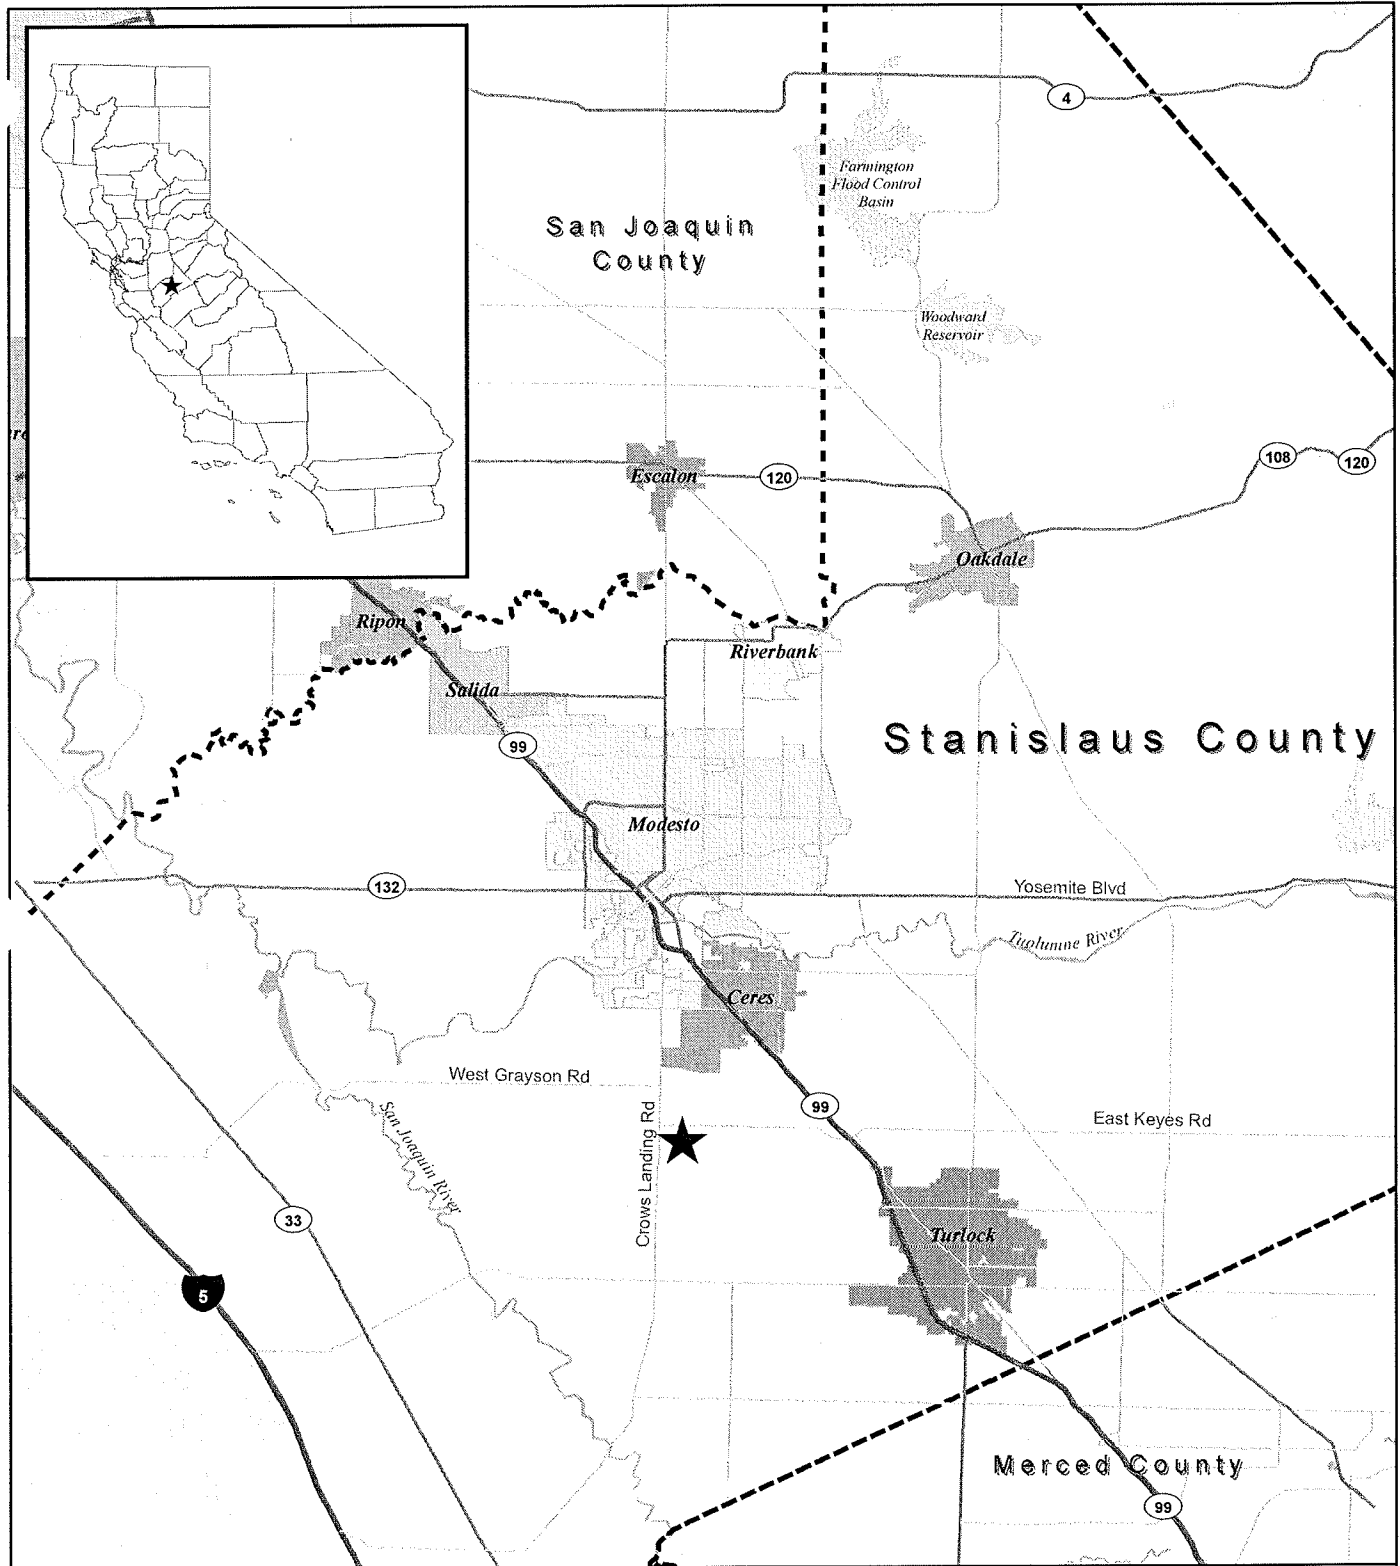 4
Farmington
Flood Control
Basin
San Joaquin
County
Woodward
Reservoir
Escalon
120
108
120
Oakdale
Ripon
Riverbank
Salida
99
Stanislaus County
Modesto
132
Yosemite Blvd
Tuolumne River
Ceres
West Grayson Rd
99
East Keyes Rd
San Joaquin River
Crows Landing Rd
33
Turlock
5
Merced County
99